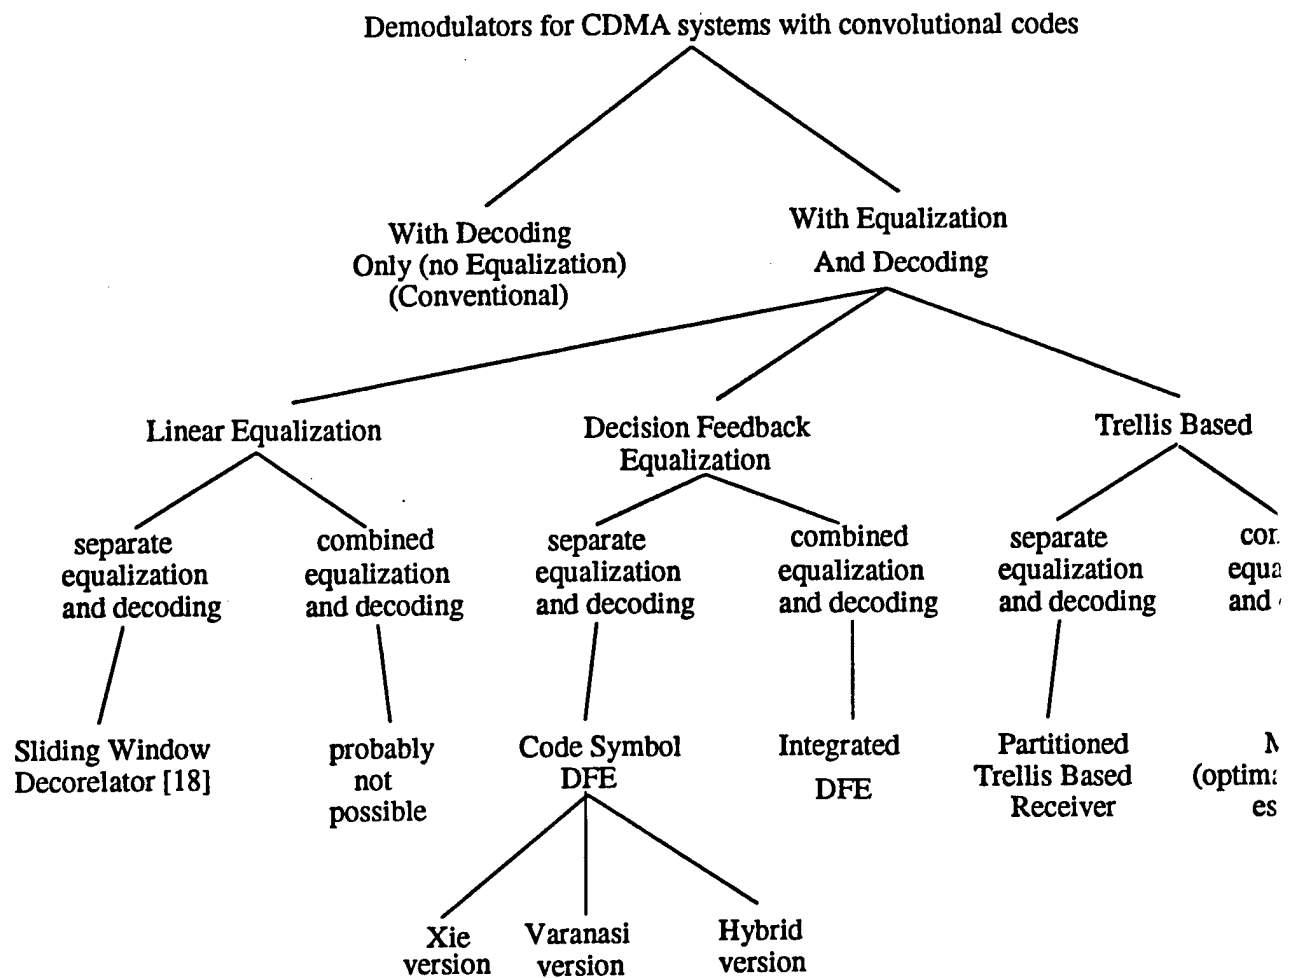 Demodulators for CDMA systems with convolutional codes
With Decoding
Only (no Equalization)
(Conventional)
With Equalization
And Decoding
Linear Equalization
Decision Feedback
Equalization
Trellis Based
separate
equalization
and decoding
combined
equalization
and decoding
separate
equalization
and decoding
combined
equalization
and decoding
separate
equalization
and decoding
and
Sliding Window
Decorelator [18]
probably
not
possible
Code Symbol
DFE
Integrated
DFE
Partitioned
Trellis Based
Receiver
Xie
version
Varanasi
version
Hybrid
version